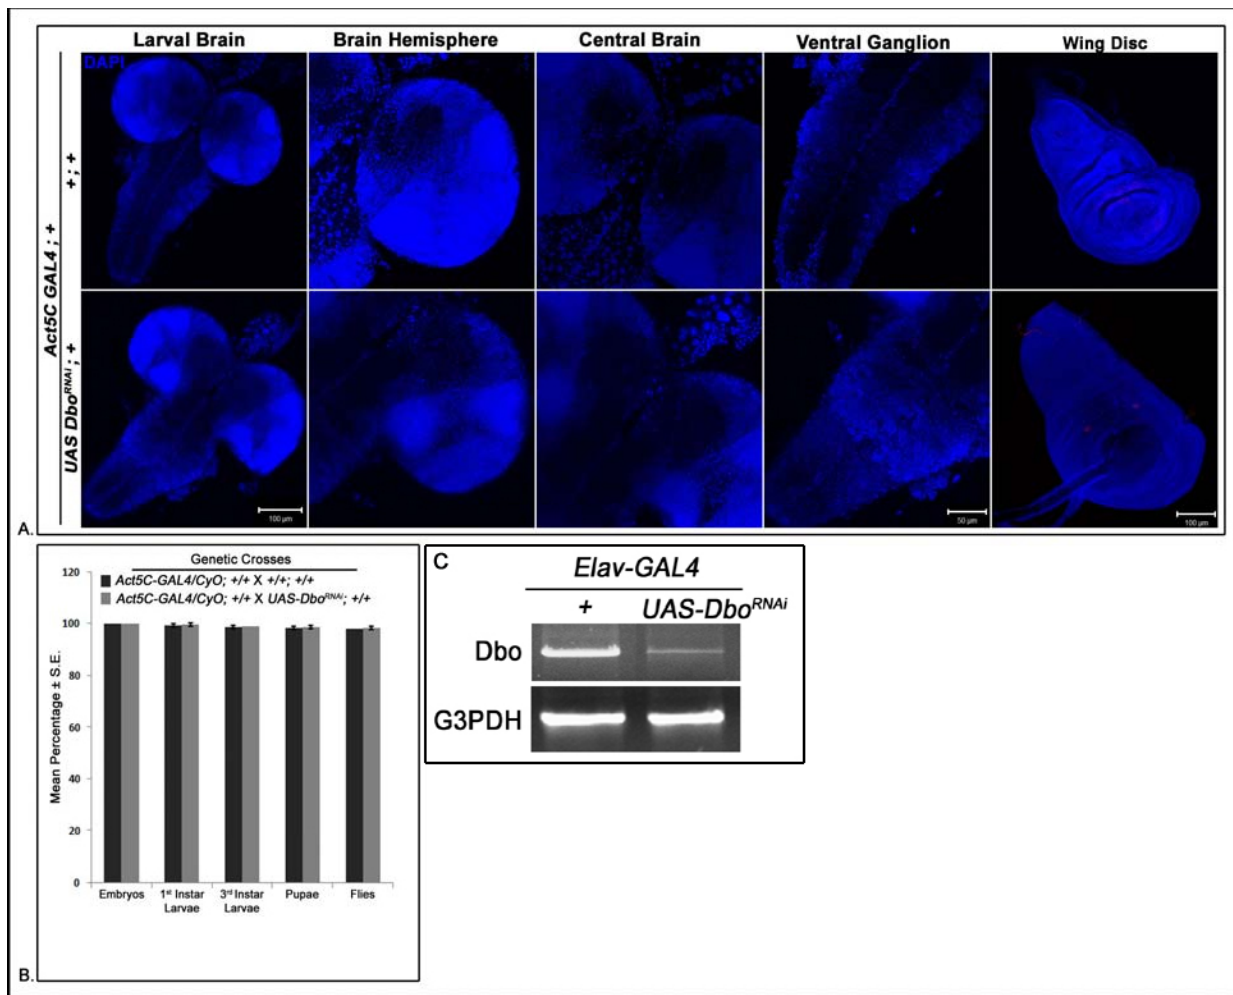 Larval Brain Brain Hemisphere Central Brain Ventral Ganglion Wing Disc
DAPI
Act5C GAL4 ; +
+; +
UAS Dbo^RNAi ; +
100 µm
50 µm
100 µm
A.
Genetic Crosses
Act5C-GAL4/CyO; +/+ X +/+; +/+
Act5C-GAL4/CyO; +/+ X UAS-Dbo^RNAi; +/+
Mean Percentage ± S.E.
120
100
80
60
40
20
0
Embryos 1st Instar Larvae 3rd Instar Larvae Pupae Flies
B.
C
Elav-GAL4
+ UAS-Dbo^RNAi
Dbo
G3PDH